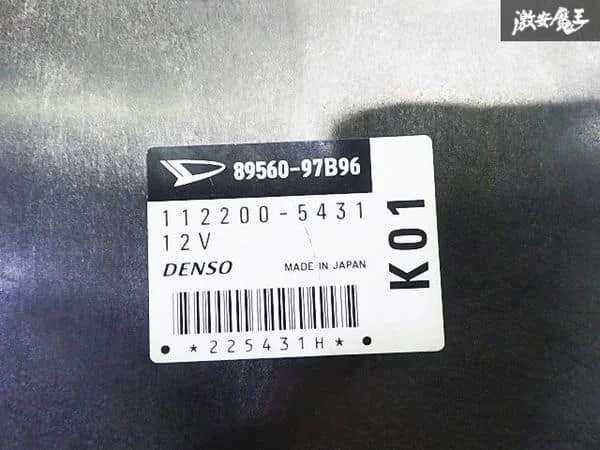 激安魔王
89560-97B96
112200-5431
12V
DENSO MADE IN JAPAN
K01
*225431H*